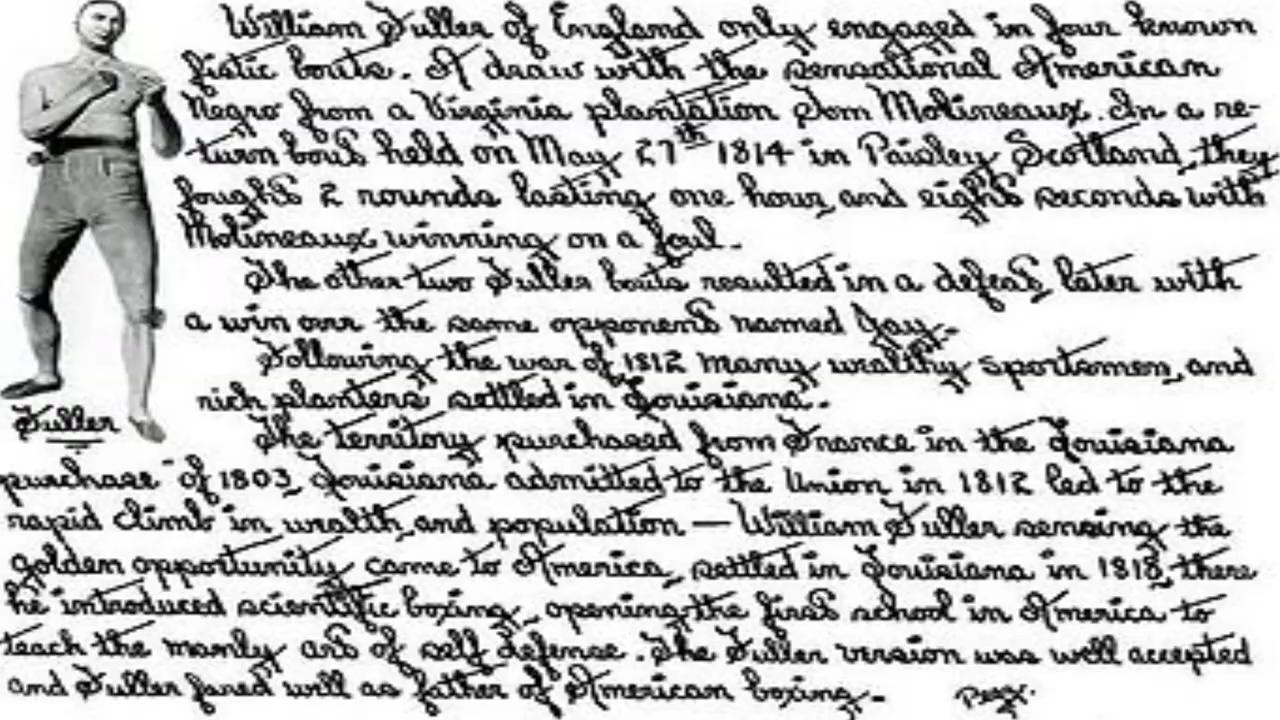 William Fuller of England only engaged in four known
fistic bouts. A draw with the sensational American
Negro from a Virginia plantation Tom Molineaux. In a re-
turn bout held on May 27th 1814 in Paisley Scotland, they
fought 2 rounds lasting one hour, and eight seconds with
Molineaux winning on a foul.
The other two Fuller bouts resulted in a defeat, later with
a win over the same opponent named Jay.
Following the war of 1812 many wealthy sportsmen, and
rich planters settled in Louisiana.
Fuller
The territory purchased from France in the Louisiana
purchase of 1803, Louisiana admitted to the Union in 1812 led to the
rapid climb in wealth, and population — William Fuller sensing the
golden opportunity came to America, settled in Louisiana in 1818, there
he introduced scientific boxing, opening the first school in America to
teach the manly art of self defense. The Fuller version was well accepted
and Fuller fared well as father of American boxing.